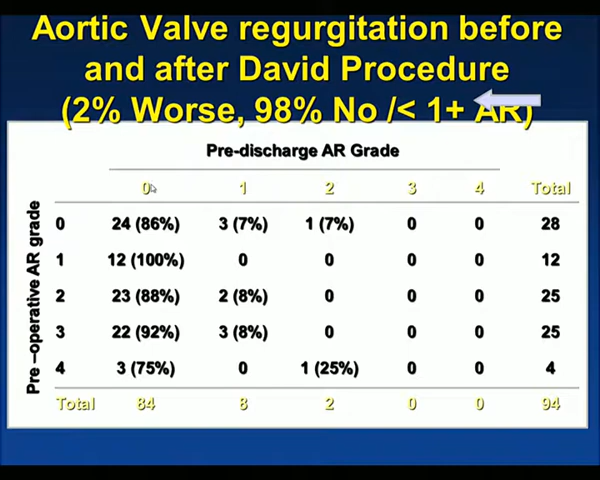 Aortic Valve regurgitation before
and after David Procedure
(2% Worse, 98% No /< 1+ AR)
Pre-discharge AR Grade
0 1 2 3 4 Total
Pre –operative AR grade
0 24 (86%) 3 (7%) 1 (7%) 0 0 28
1 12 (100%) 0 0 0 0 12
2 23 (88%) 2 (8%) 0 0 0 25
3 22 (92%) 3 (8%) 0 0 0 25
4 3 (75%) 0 1 (25%) 0 0 4
Total 84 8 2 0 0 94